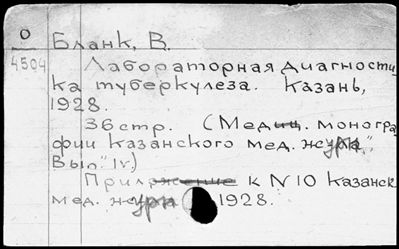 О
4504
Бланк, В.
Лабораторная диагности
ка туберкулеза. Казань,
1928.
36 стр. (Медиц. моногра
фии Казанского мед. журн.",
Вып." IV)
Приложение к N 10 Казанск
мед. журн 1928.